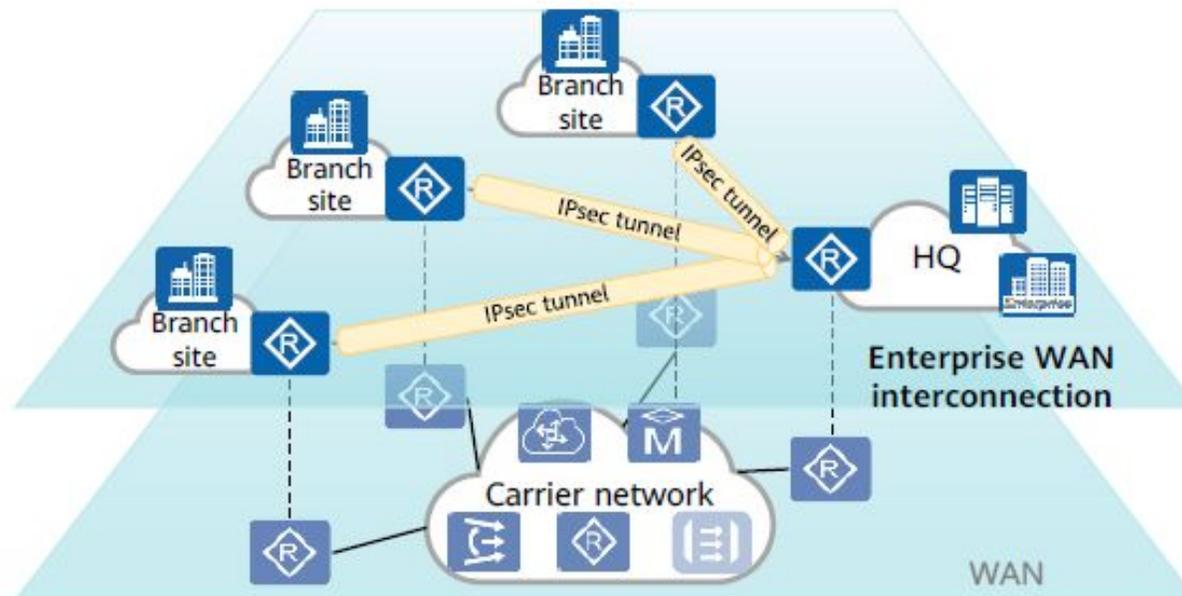 Branch
site
Branch
site
Branch
site
IPsec tunnel
IPsec tunnel
IPsec tunnel
R
R
R
R
HQ
Enterprise
Enterprise WAN
interconnection
R
R
R
R
M
Carrier network
R
WAN